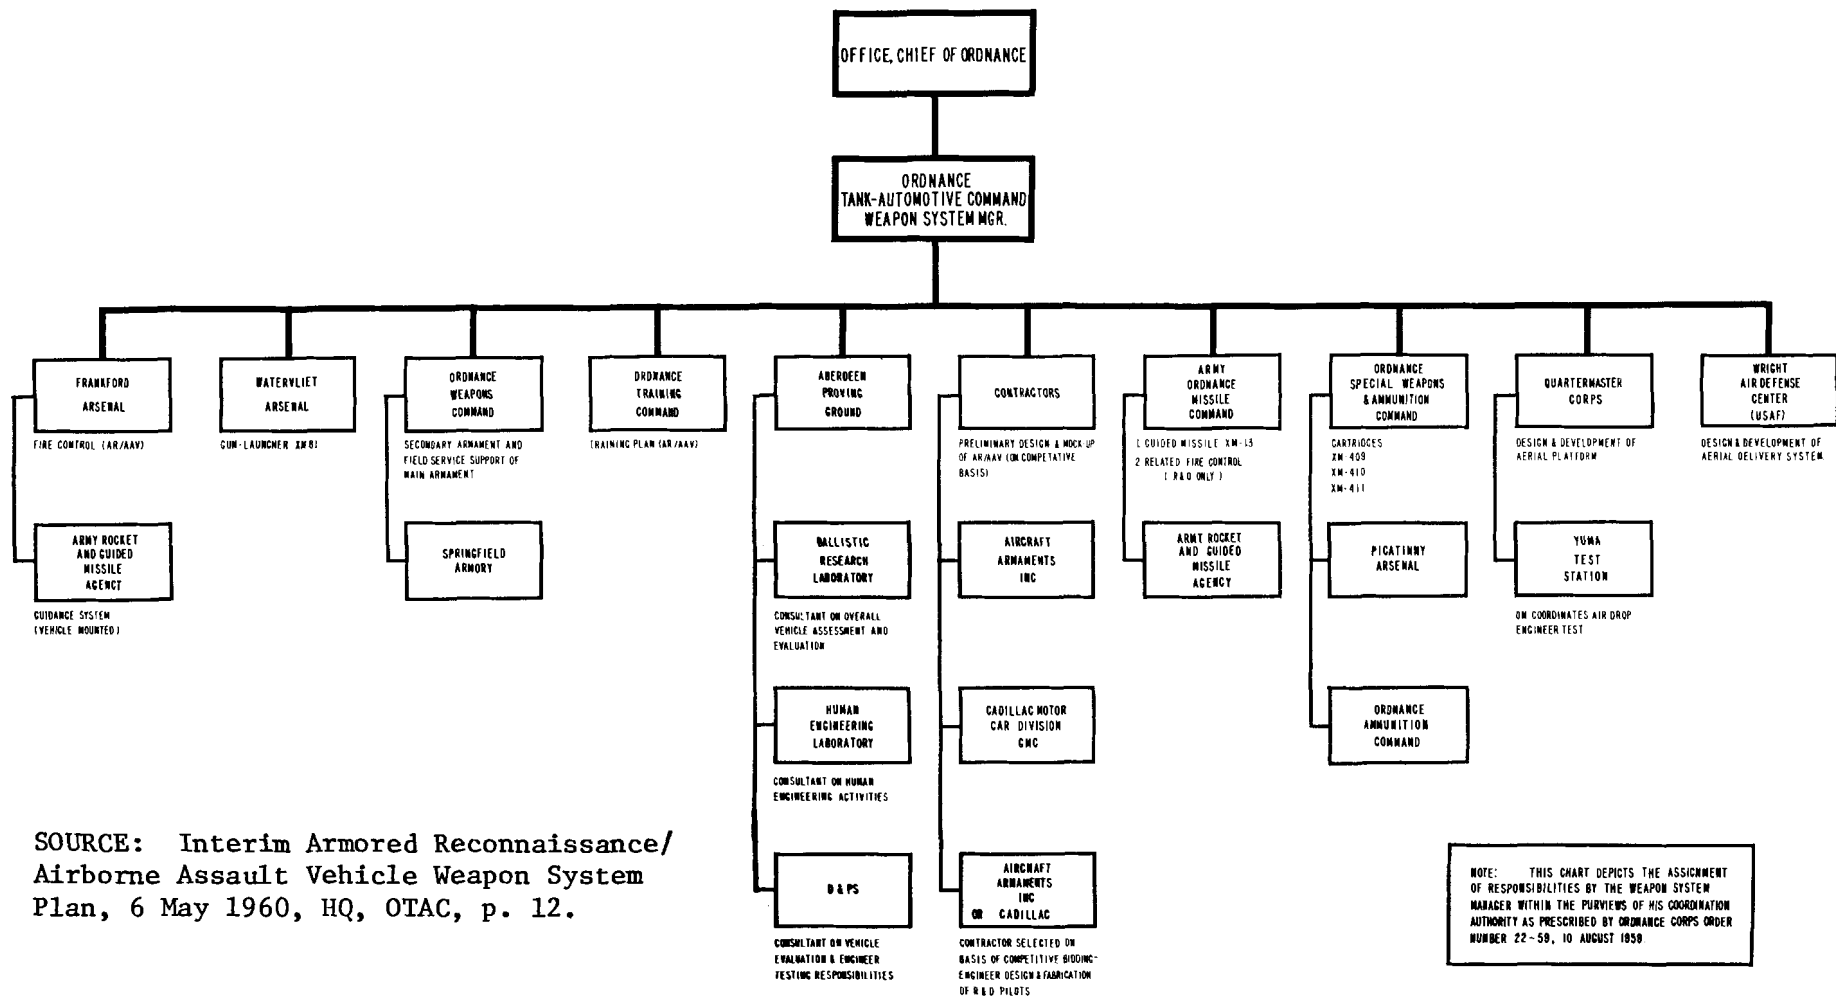 OFFICE, CHIEF OF ORDNANCE
ORDNANCE
TANK-AUTOMOTIVE COMMAND
WEAPON SYSTEM MGR.
FRANKFORD
ARSENAL
FIRE CONTROL (AR/AAV)
ARMY ROCKET
AND GUIDED
MISSILE
AGENCY
GUIDANCE SYSTEM
(VEHICLE MOUNTED)
WATERVLIET
ARSENAL
GUN-LAUNCHER XM81
ORDNANCE
WEAPONS
COMMAND
SECONDARY ARMAMENT AND
FIELD SERVICE SUPPORT OF
MAIN ARMAMENT
SPRINGFIELD
ARMORY
ORDNANCE
TRAINING
COMMAND
TRAINING PLAN (AR/AAV)
ABERDEEN
PROVING
GROUND
BALLISTIC
RESEARCH
LABORATORY
CONSULTANT ON OVERALL
VEHICLE ASSESSMENT AND
EVALUATION
HUMAN
ENGINEERING
LABORATORY
CONSULTANT ON HUMAN
ENGINEERING ACTIVITIES
D & PS
CONSULTANT ON VEHICLE
EVALUATION & ENGINEER
TESTING RESPONSIBILITIES
CONTRACTORS
PRELIMINARY DESIGN & MOCK-UP
OF AR/AAV (ON COMPETATIVE
BASIS)
AIRCRAFT
ARMAMENTS
INC
CADILLAC MOTOR
CAR DIVISION
GMC
AIRCRAFT
ARMAMENTS
INC
OR CADILLAC
CONTRACTOR SELECTED ON
BASIS OF COMPETITIVE BIDDING-
ENGINEER DESIGN & FABRICATION
OF R & D PILOTS
ARMY
ORDNANCE
MISSILE
COMMAND
1 GUIDED MISSILE XM-13
2 RELATED FIRE CONTROL
(R & D ONLY)
ARMY ROCKET
AND GUIDED
MISSILE
AGENCY
ORDNANCE
SPECIAL WEAPONS
& AMMUNITION
COMMAND
CARTRIDGES
XM-409
XM-410
XM-411
PICATINNY
ARSENAL
ORDNANCE
AMMUNITION
COMMAND
QUARTERMASTER
CORPS
DESIGN & DEVELOPMENT OF
AERIAL PLATFORM
YUMA
TEST
STATION
QM COORDINATES AIR DROP
ENGINEER TEST
WRIGHT
AIR DEFENSE
CENTER
(USAF)
DESIGN & DEVELOPMENT OF
AERIAL DELIVERY SYSTEM
SOURCE: Interim Armored Reconnaissance/
Airborne Assault Vehicle Weapon System
Plan, 6 May 1960, HQ, OTAC, p. 12.
NOTE: THIS CHART DEPICTS THE ASSIGNMENT
OF RESPONSIBILITIES BY THE WEAPON SYSTEM
MANAGER WITHIN THE PURVIEWS OF HIS COORDINATION
AUTHORITY AS PRESCRIBED BY ORDNANCE CORPS ORDER
NUMBER 22-59, 10 AUGUST 1959